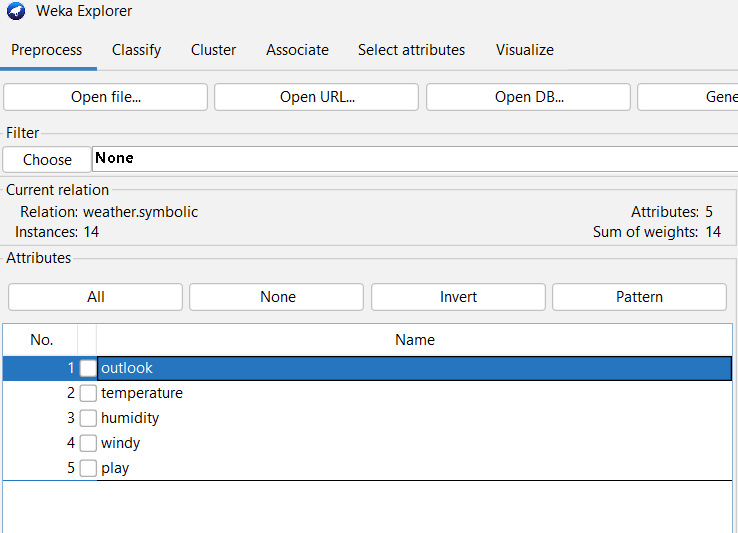 Weka Explorer
Preprocess Classify Cluster Associate Select attributes Visualize
Open file... Open URL... Open DB... Gene
Filter
Choose None
Current relation
Relation: weather.symbolic Attributes: 5
Instances: 14 Sum of weights: 14
Attributes
All None Invert Pattern
No. Name
1 outlook
2 temperature
3 humidity
4 windy
5 play